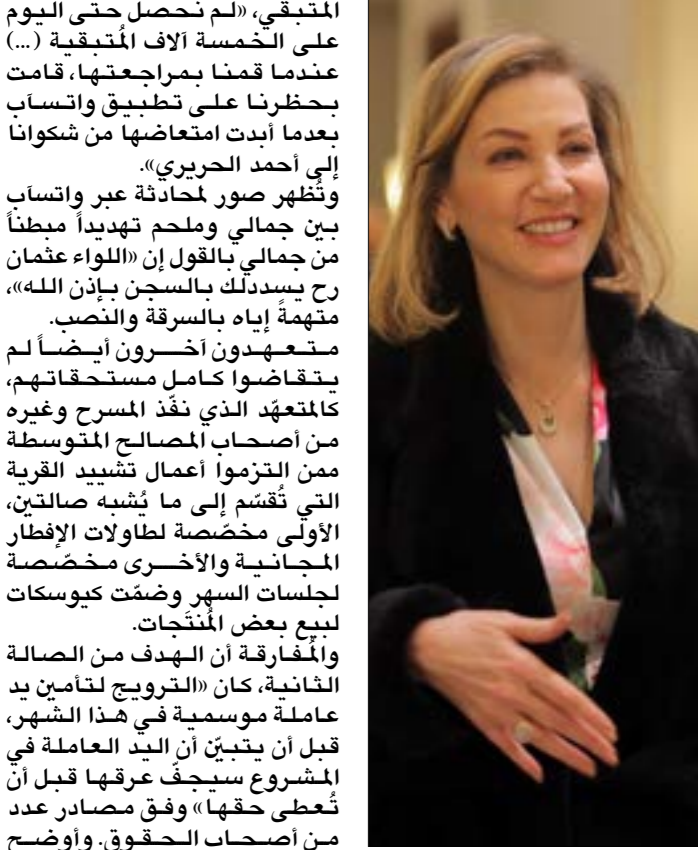 المتبقي، «لم نحصل حتى اليوم
على الخمسة آلاف المُتبقية (...)
عندما قمنا بمراجعتها، قامت
بحظرنا على تطبيق واتسآب
بعدما أبدت امتعاضها من شكوانا
إلى أحمد الحريري».
وتُظهر صور لمحادثة عبر واتسآب
بين جمالي وملحم تهديداً مبطناً
من جمالي بالقول إن «اللواء عثمان
رح يسددلك بالسجن بإذن الله»،
متهمةً إياه بالسرقة والنصب.
متعهدون آخرون أيضاً لم
يتقاضوا كامل مستحقاتهم،
كالمتعهّد الذي نفّذ المسرح وغيره
من أصحاب المصالح المتوسطة
ممن التزموا أعمال تشييد القرية
التي تُقسّم إلى ما يُشبه صالتين،
الأولى مخصّصة لطاولات الإفطار
المجانية والأخرى مخصّصة
لجلسات السهر وضمّت كيوسكات
لبيع بعض المُنتَجات.
والمُفارقة أن الهدف من الصالة
الثانية، كان «الترويج لتأمين يد
عاملة موسمية في هذا الشهر،
قبل أن يتبيّن أن اليد العاملة في
المشروع سيجفّ عرقها قبل أن
تُعطى حقها» وفق مصادر عدد
من أصحاب الحقوق. وأوضح